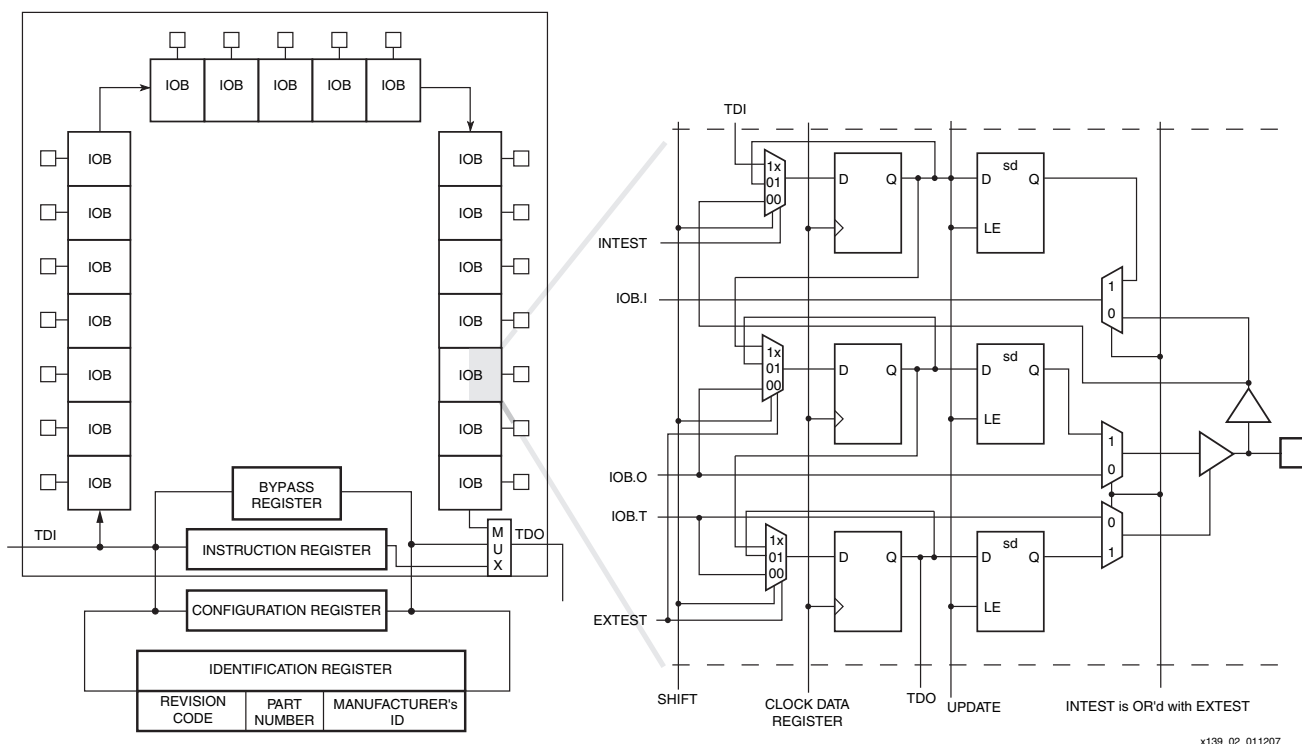 IOB IOB IOB IOB IOB
IOB
IOB
IOB
IOB
IOB
IOB
IOB
IOB
IOB
IOB
IOB
IOB
IOB
IOB
BYPASS
REGISTER
TDI
INSTRUCTION REGISTER
M
U
X
TDO
CONFIGURATION REGISTER
IDENTIFICATION REGISTER
REVISION
CODE
PART
NUMBER
MANUFACTURER's
ID
TDI
1x
01
00
D Q
sd
D Q
LE
INTEST
IOB.I
1
0
1x
01
00
D Q
sd
D Q
LE
1
0
IOB.O
IOB.T
0
1
1x
01
00
D Q
sd
D Q
LE
EXTEST
SHIFT
CLOCK DATA
REGISTER
TDO
UPDATE
INTEST is OR'd with EXTEST
x139_02_011207